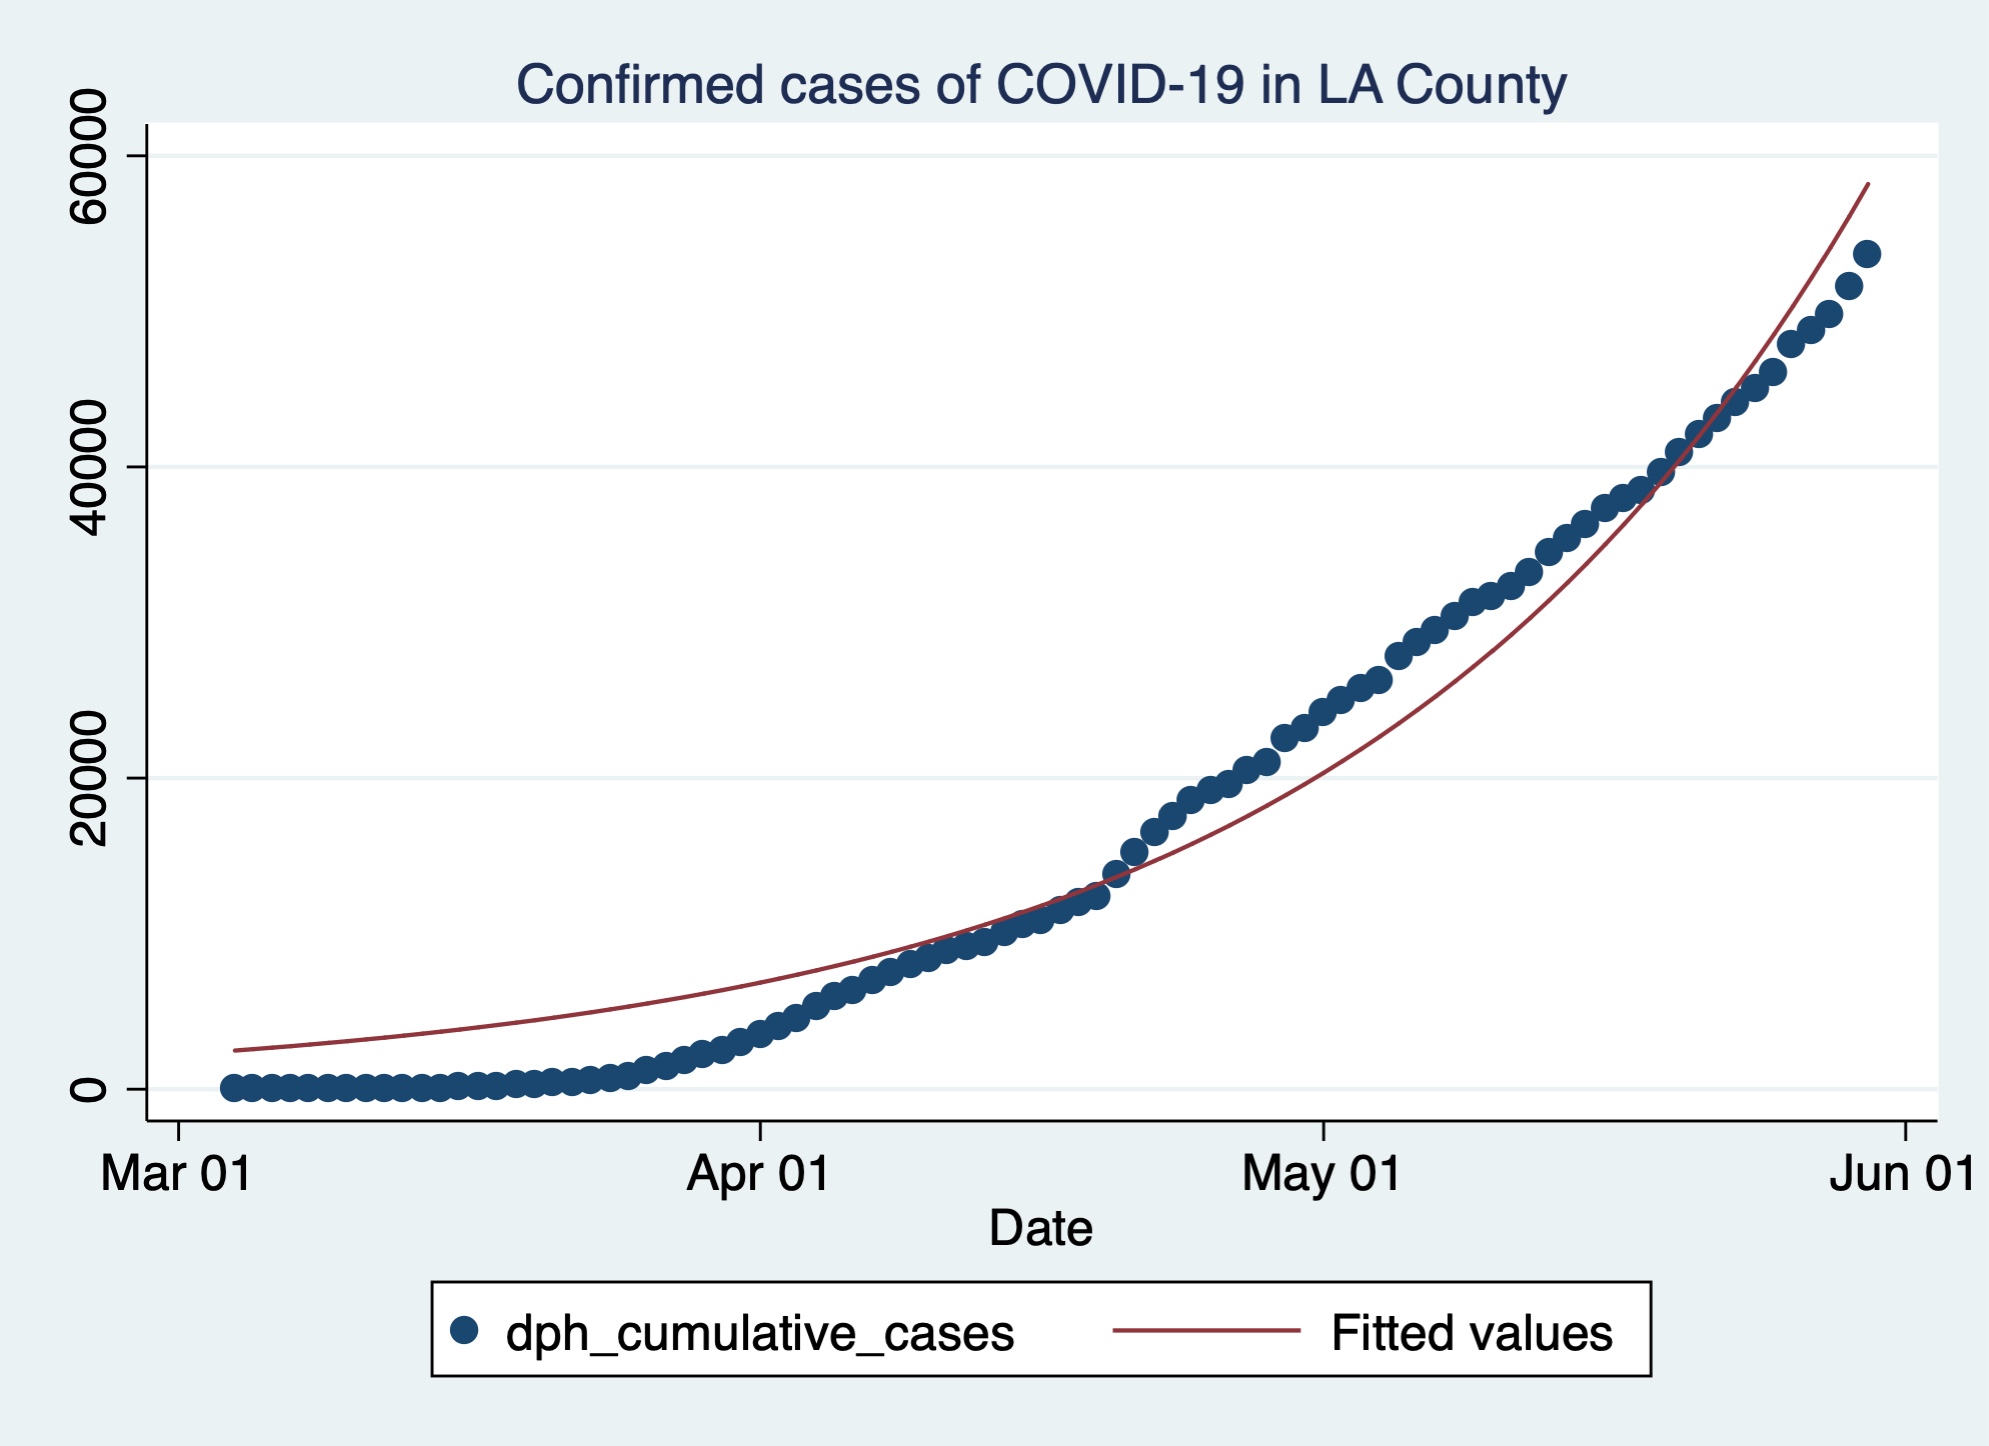 Confirmed cases of COVID-19 in LA County
60000
40000
20000
0
Mar 01 Apr 01 May 01 Jun 01
Date
dph_cumulative_cases Fitted values